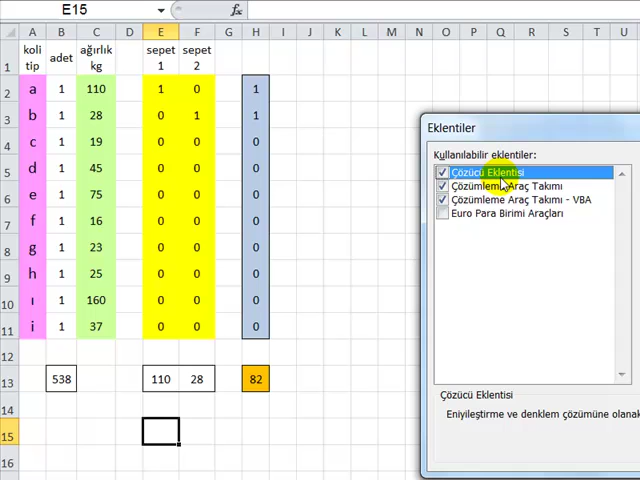 E15 fx
A B C D E F G H I J K L M N O P Q R S T U
1 koli tip adet ağırlık kg sepet 1 sepet 2
2 a 1 110 1 0 1
3 b 1 28 0 1 1
4 c 1 19 0 0 0
5 d 1 45 0 0 0
6 e 1 75 0 0 0
7 f 1 16 0 0 0
8 g 1 23 0 0 0
9 h 1 25 0 0 0
10 ı 1 160 0 0 0
11 i 1 37 0 0 0
12
13 538 110 28 82
14
15
16
Eklentiler
Kullanılabilir eklentiler:
Çözücü Eklentisi
Çözümleme Araç Takımı
Çözümleme Araç Takımı - VBA
Euro Para Birimi Araçları
Çözücü Eklentisi
Eniyileştirme ve denklem çözümüne olanak